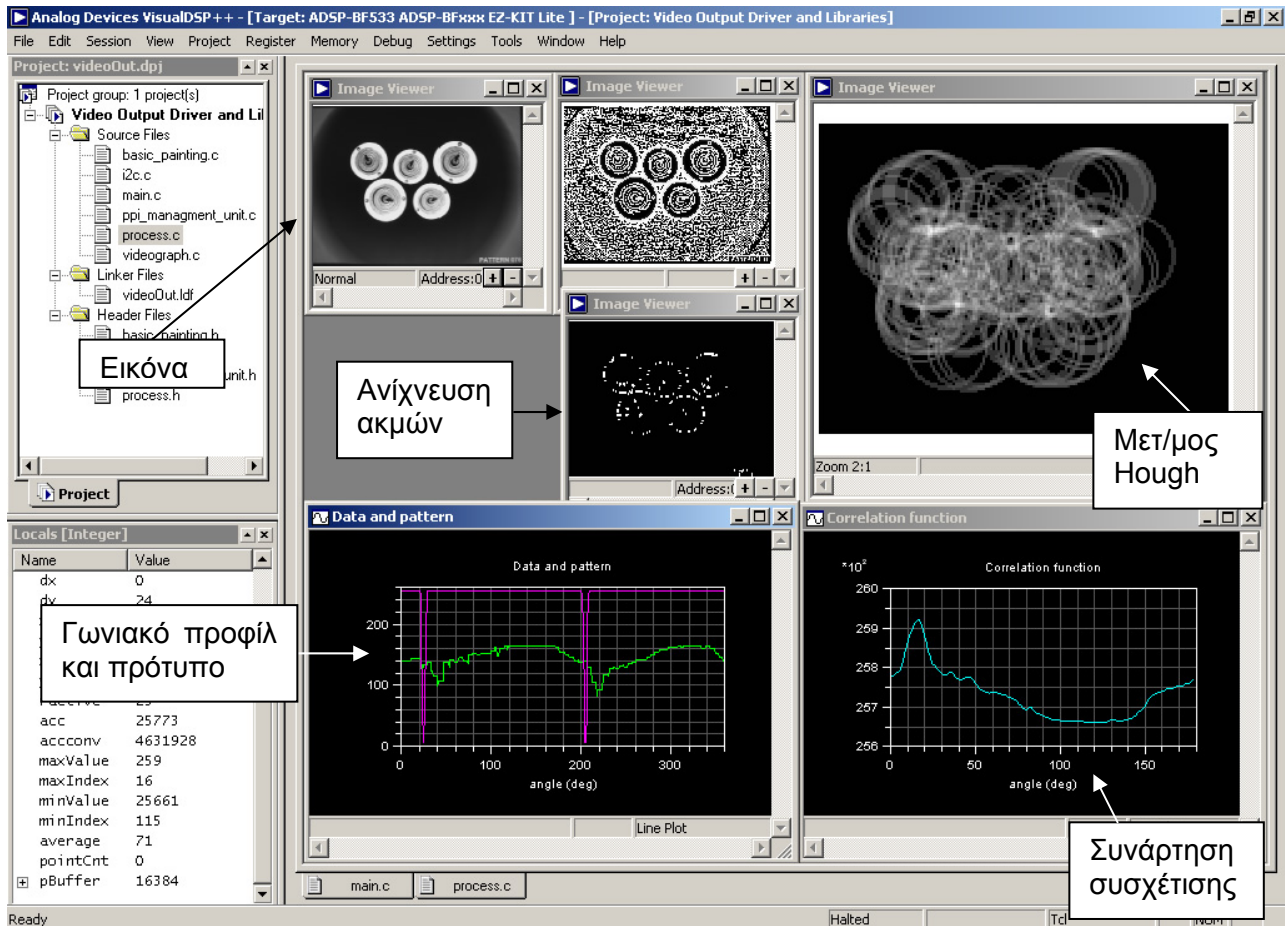 Analog Devices VisualDSP++ - [Target: ADSP-BF533 ADSP-BFxxx EZ-KIT Lite ] - [Project: Video Output Driver and Libraries]
File Edit Session View Project Register Memory Debug Settings Tools Window Help
Project: videoOut.dpj
Project group: 1 project(s)
Video Output Driver and Li
Source Files
basic_painting.c
i2c.c
main.c
ppi_managment_unit.c
process.c
videograph.c
Linker Files
videoOut.ldf
Header Files
basic_painting.h
unit.h
process.h
Project
Εικόνα
Image Viewer
Normal Address:0
Image Viewer
Image Viewer
Address:
Ανίχνευση
ακμών
Image Viewer
Zoom 2:1
Μετ/μος
Hough
Locals [Integer]
Name Value
dx 0
dy 24
acc 25773
accconv 4631928
maxValue 259
maxIndex 16
minValue 25661
minIndex 115
average 71
pointCnt 0
pBuffer 16384
Γωνιακό προφίλ
και πρότυπο
Data and pattern
Data and pattern
200
100
0
0 100 200 300
angle (deg)
Line Plot
Correlation function
*10²
Correlation function
260
259
258
257
256
0 50 100 150
angle (deg)
Συνάρτηση
συσχέτισης
main.c process.c
Ready Halted Tcl NUM